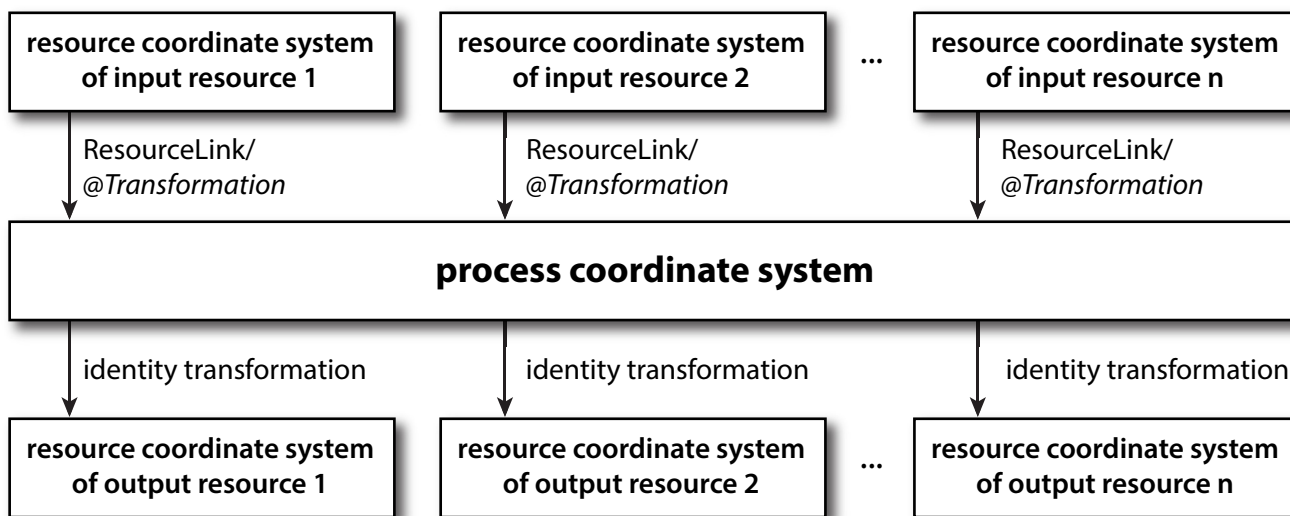 resource coordinate system
of input resource 1
resource coordinate system
of input resource 2
...
resource coordinate system
of input resource n
ResourceLink/
@Transformation
ResourceLink/
@Transformation
ResourceLink/
@Transformation
process coordinate system
identity transformation
identity transformation
identity transformation
resource coordinate system
of output resource 1
resource coordinate system
of output resource 2
...
resource coordinate system
of output resource n